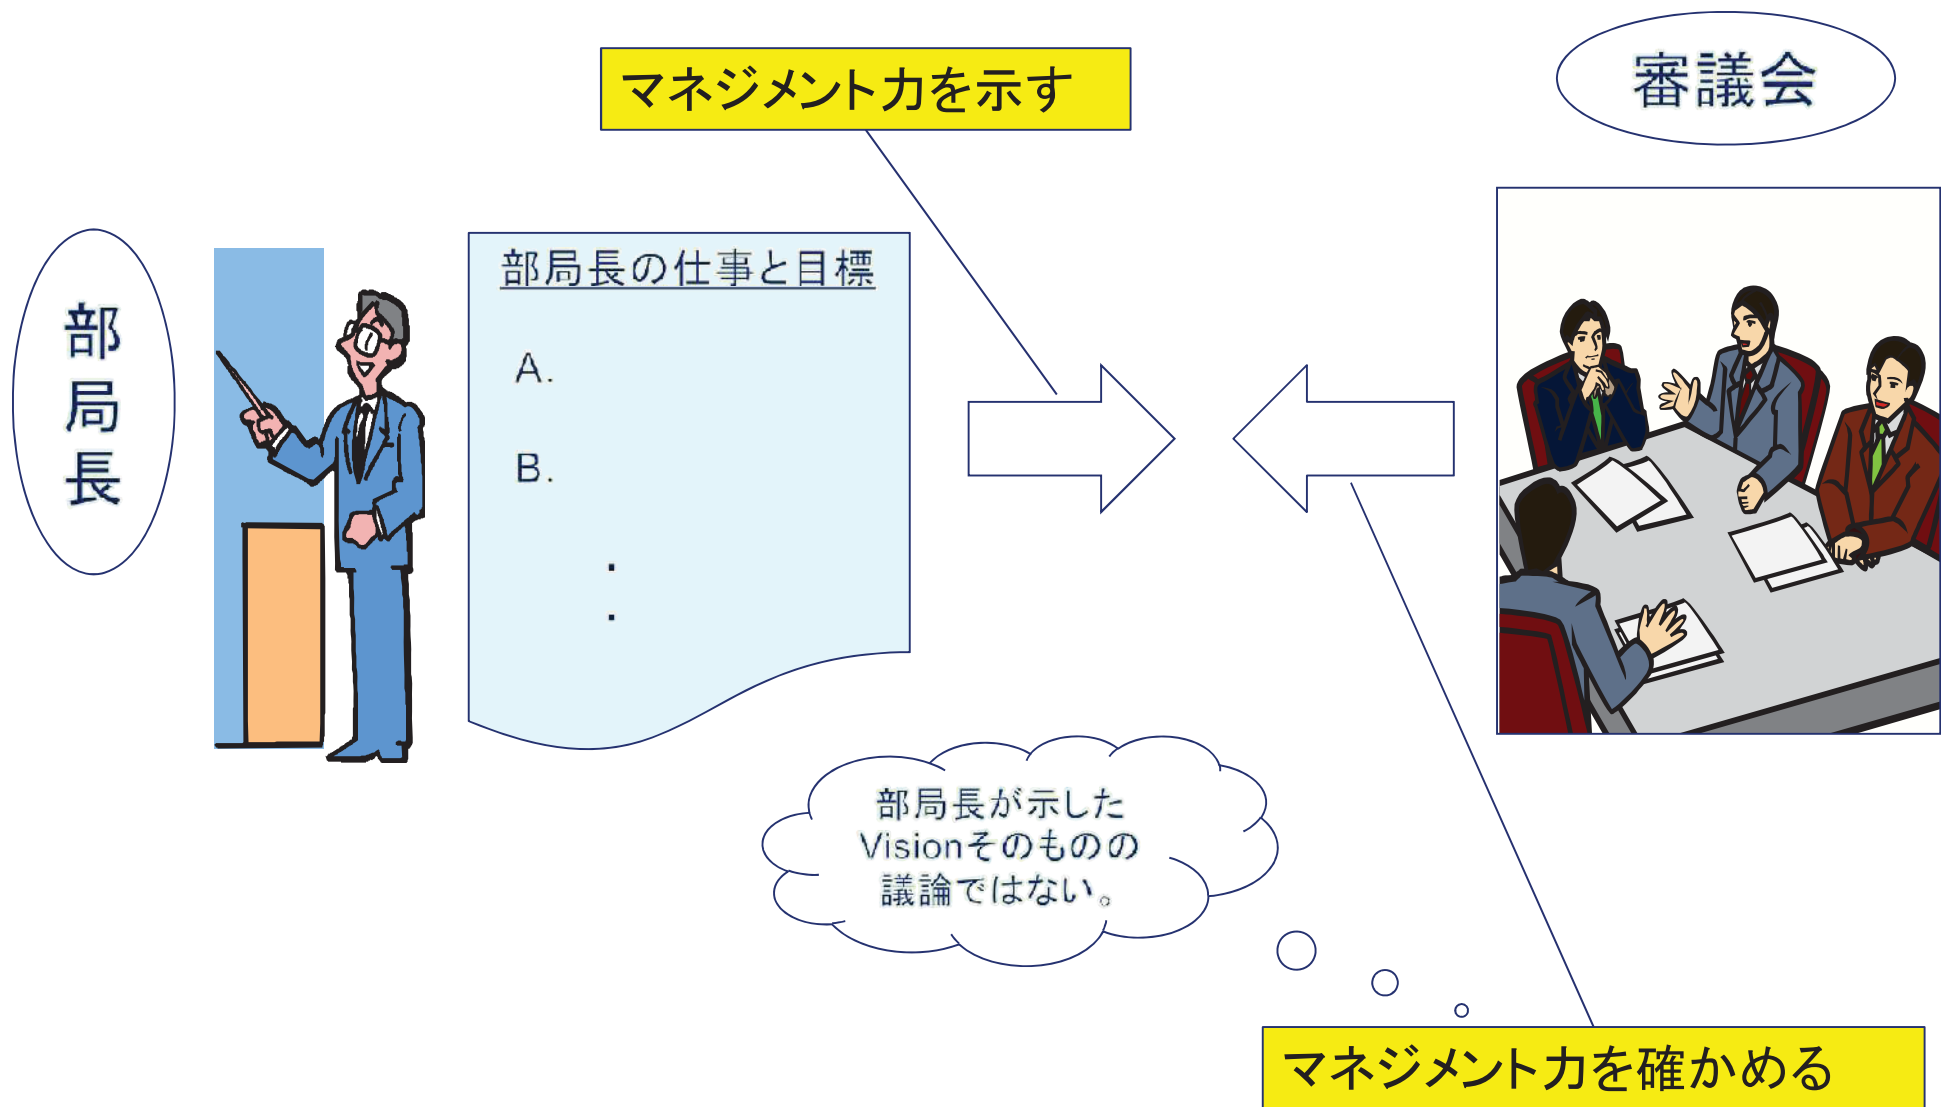 マネジメント力を示す
審議会
部局長
部局長の仕事と目標
A.
B.
・
・
部局長が示した
Visionそのものの
議論ではない。
マネジメント力を確かめる